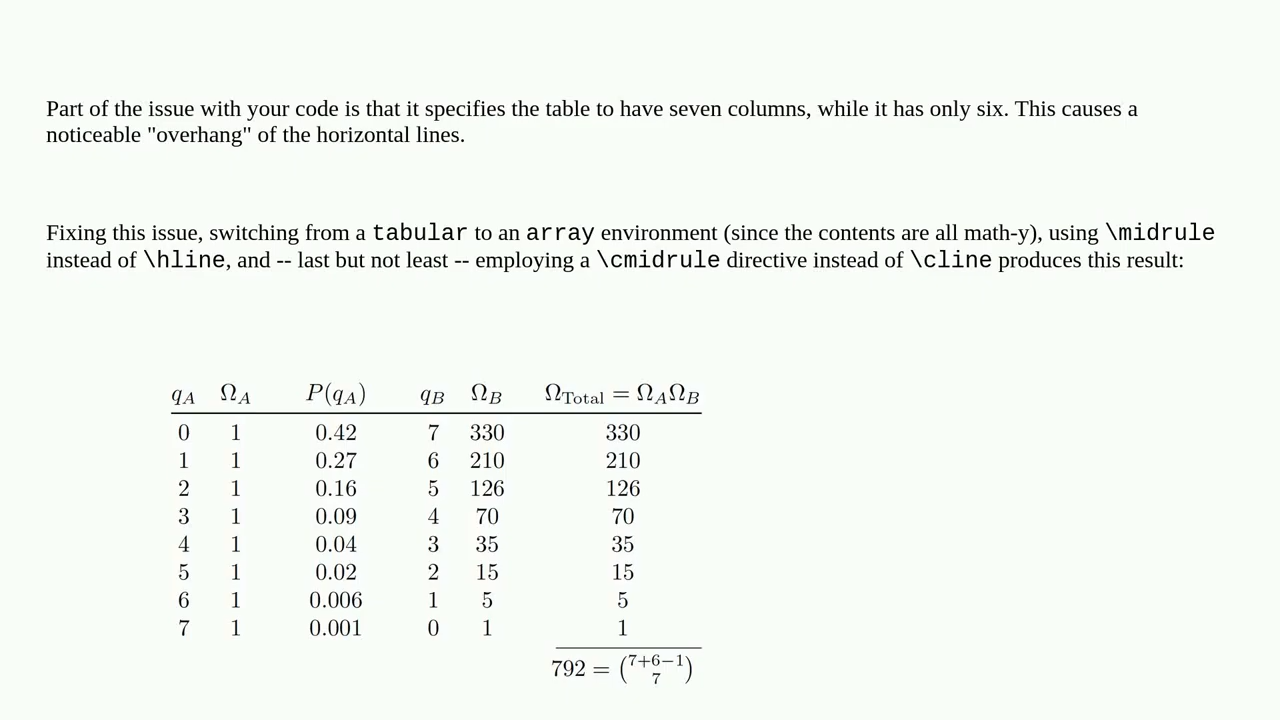 Part of the issue with your code is that it specifies the table to have seven columns, while it has only six. This causes a
noticeable "overhang" of the horizontal lines.
Fixing this issue, switching from a tabular to an array environment (since the contents are all math-y), using \midrule
instead of \hline, and -- last but not least -- employing a \cmidrule directive instead of \cline produces this result:
q_A Ω_A P(q_A) q_B Ω_B Ω_Total = Ω_AΩ_B
0 1 0.42 7 330 330
1 1 0.27 6 210 210
2 1 0.16 5 126 126
3 1 0.09 4 70 70
4 1 0.04 3 35 35
5 1 0.02 2 15 15
6 1 0.006 1 5 5
7 1 0.001 0 1 1
792 = (7+6−1 7)